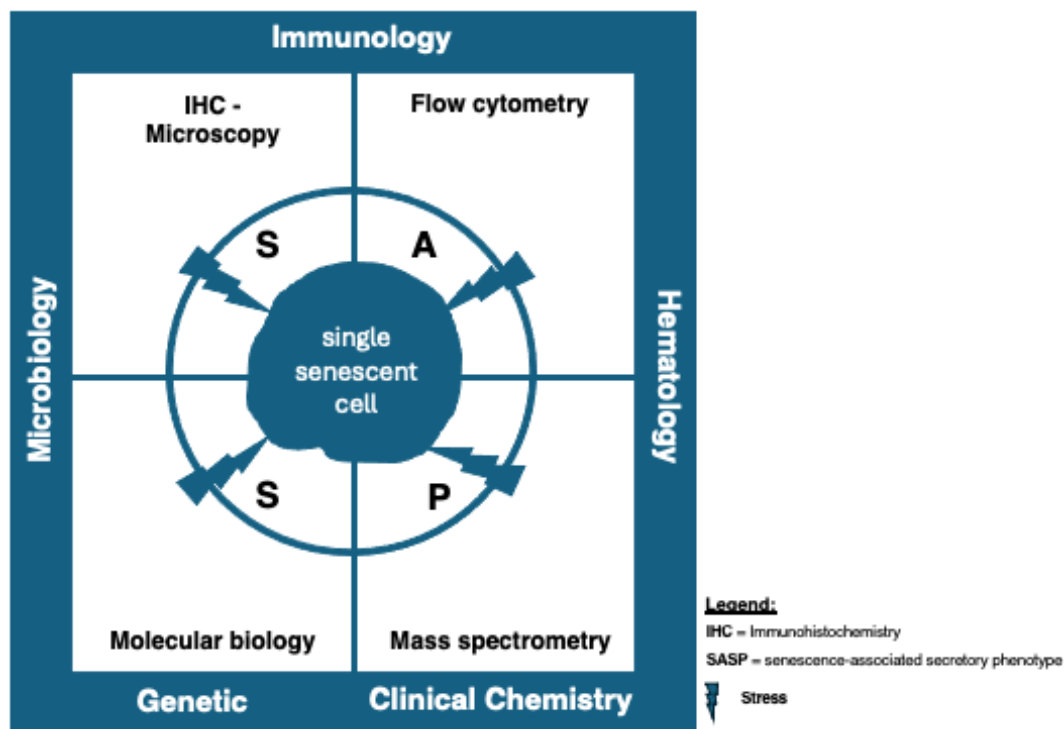 Immunology
IHC -
Microscopy
Flow cytometry
S
A
Microbiology
single
senescent
cell
Hematology
S
P
Molecular biology
Mass spectrometry
Genetic
Clinical Chemistry
Legend:
IHC = Immunohistochemistry
SASP = senescence-associated secretory phenotype
Stress